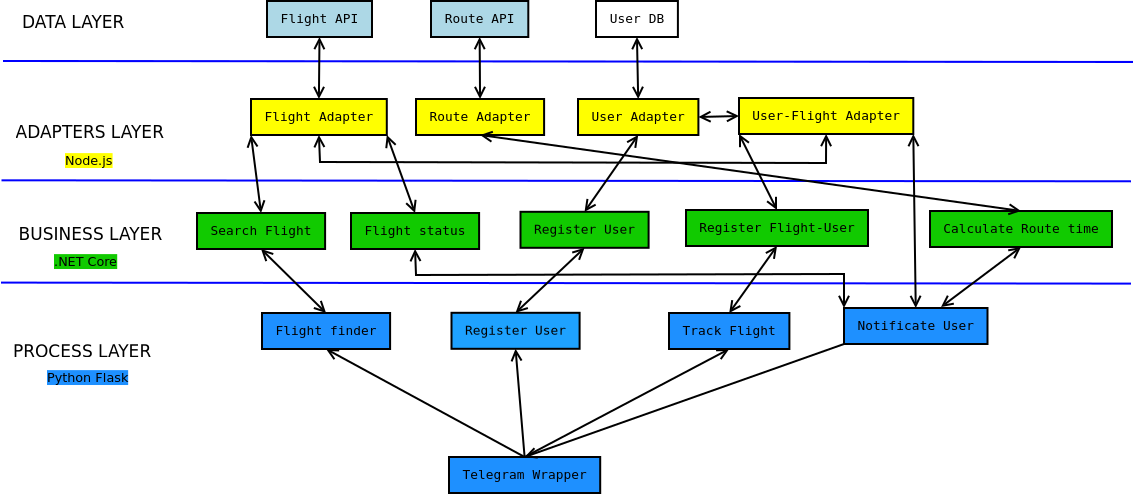 DATA LAYER
Flight API
Route API
User DB
ADAPTERS LAYER
Node.js
Flight Adapter
Route Adapter
User Adapter
User-Flight Adapter
BUSINESS LAYER
.NET Core
Search Flight
Flight status
Register User
Register Flight-User
Calculate Route time
PROCESS LAYER
Python Flask
Flight finder
Register User
Track Flight
Notificate User
Telegram Wrapper